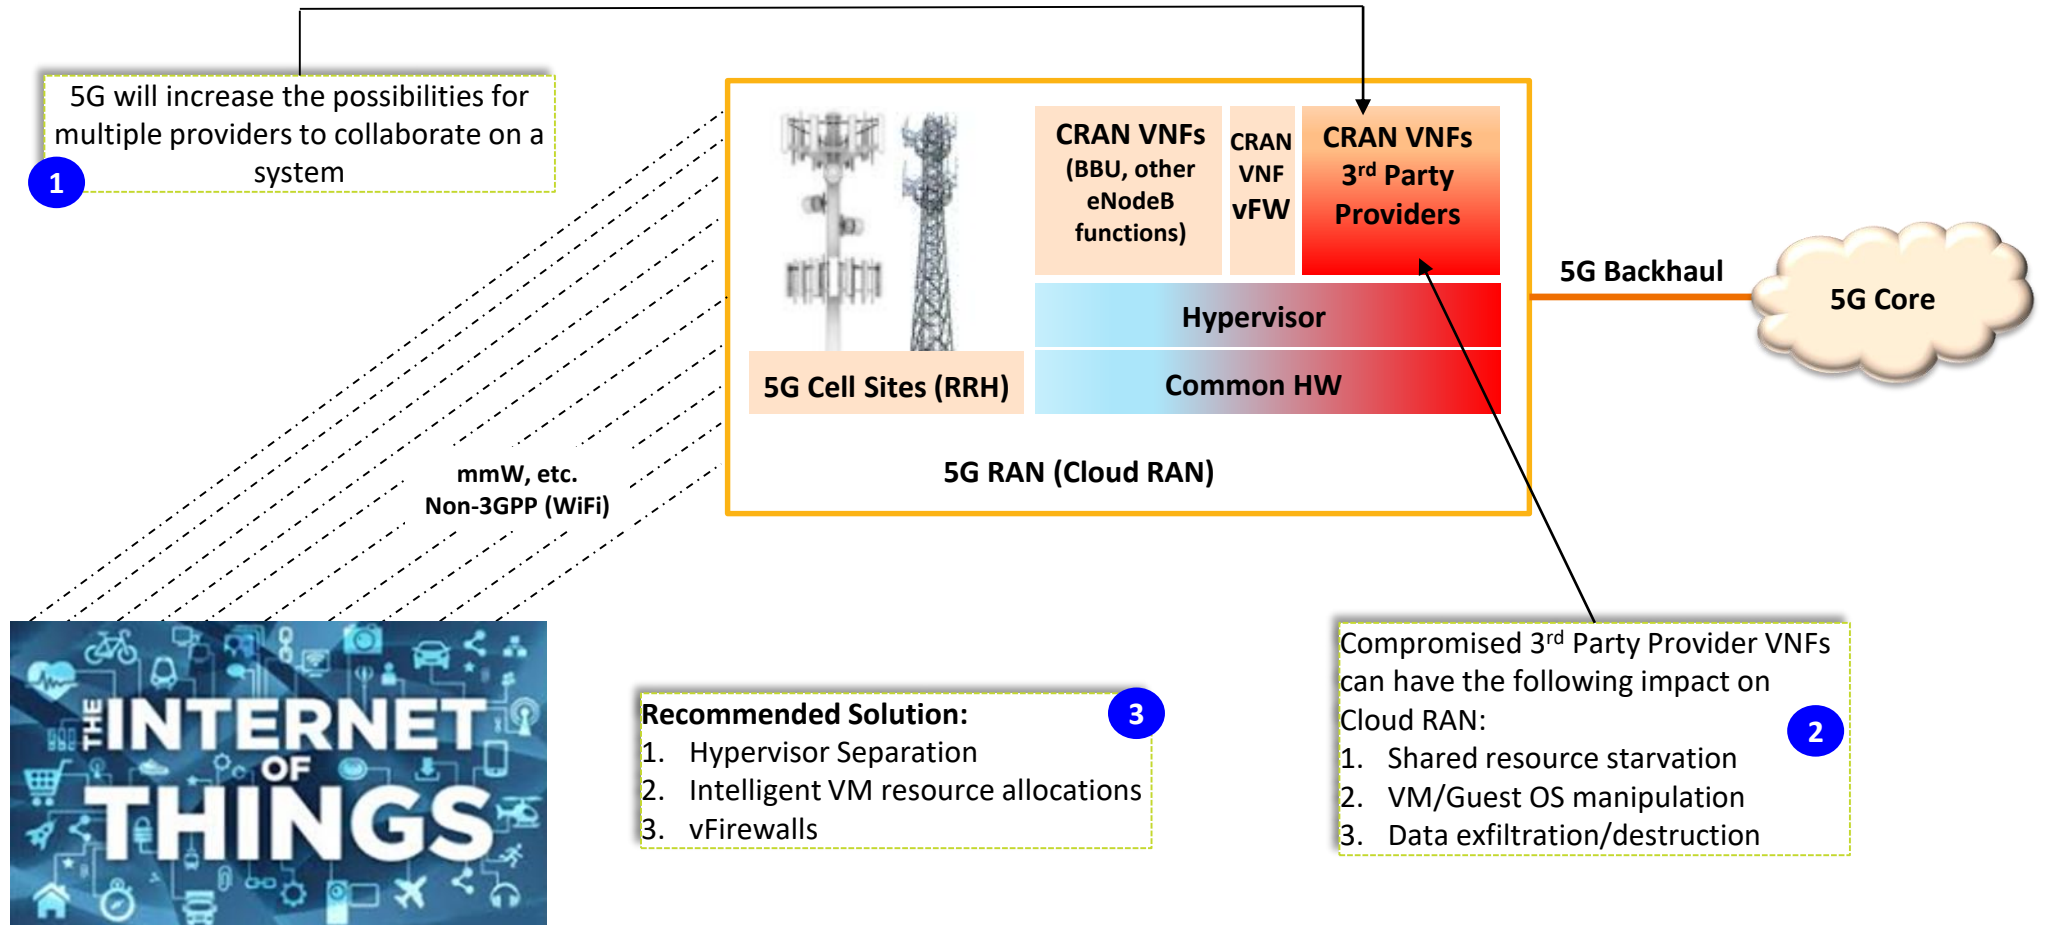 5G will increase the possibilities for
multiple providers to collaborate on a
system
1
CRAN VNFs
(BBU, other
eNodeB
functions)
CRAN
VNF
vFW
CRAN VNFs
3rd Party
Providers
Hypervisor
Common HW
5G Cell Sites (RRH)
5G RAN (Cloud RAN)
5G Backhaul
5G Core
mmW, etc.
Non-3GPP (WiFi)
THE INTERNET
OF
THINGS
Recommended Solution:
1. Hypervisor Separation
2. Intelligent VM resource allocations
3. vFirewalls
3
Compromised 3rd Party Provider VNFs
can have the following impact on
Cloud RAN:
1. Shared resource starvation
2. VM/Guest OS manipulation
3. Data exfiltration/destruction
2